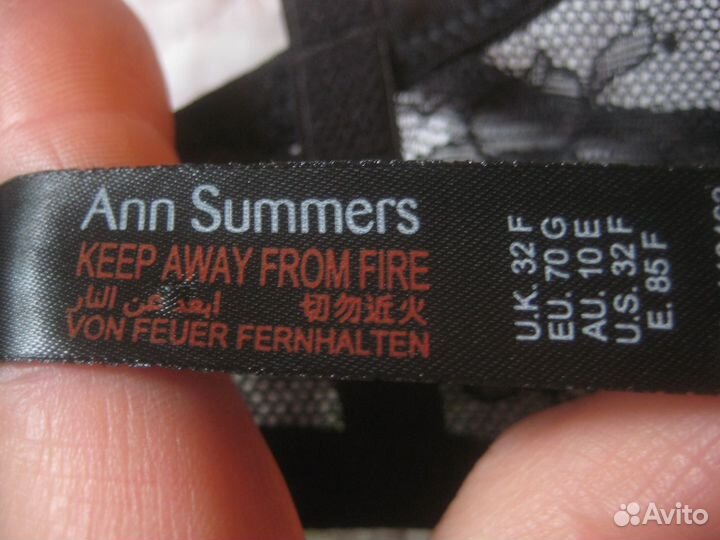 Ann Summers
KEEP AWAY FROM FIRE
ابعد عن النار 切勿近火
VON FEUER FERNHALTEN
U.K. 32 F
EU. 70 G
AU. 10 E
U.S. 32 F
E. 85 F
Avito